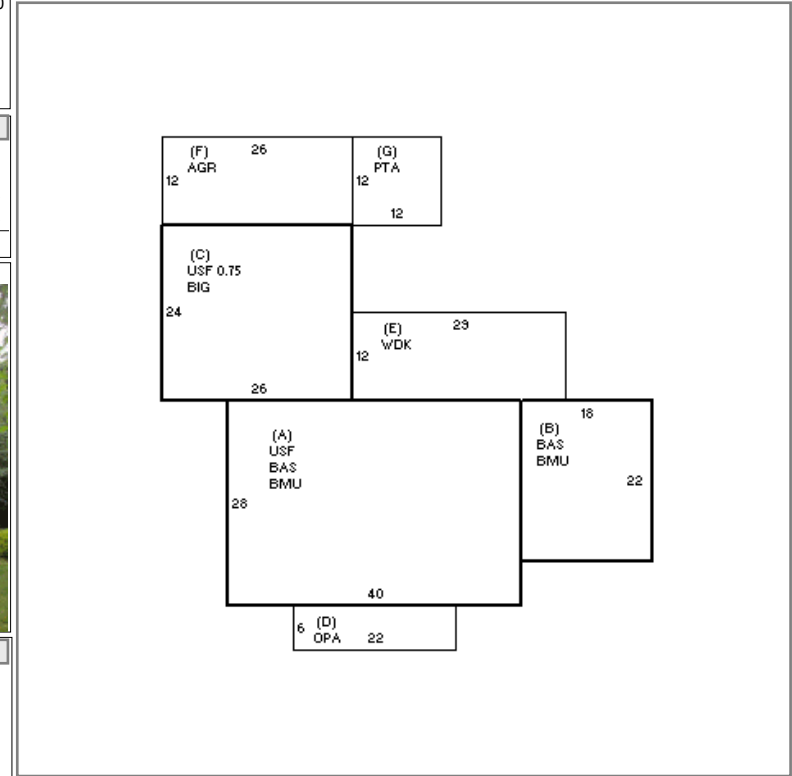 (F)
26
AGR
12
(G)
PTA
12
12
(C)
USF 0.75
BIG
24
26
29
(E)
WDK
12
(A)
USF
BAS
BMU
28
40
18
(B)
BAS
BMU
22
6
(D)
OPA
22